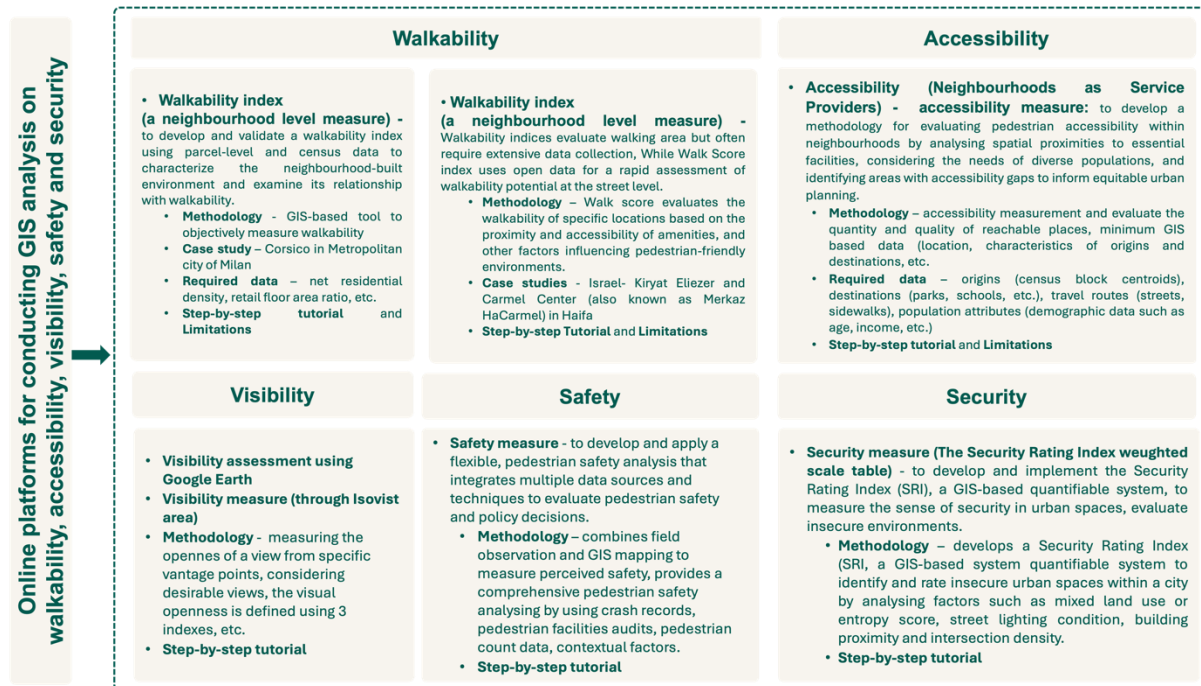 Online platforms for conducting GIS analysis on
walkability, accessibility, visibility, safety and security
Walkability
• Walkability index
(a neighbourhood level measure) -
to develop and validate a walkability index
using parcel-level and census data to
characterize the neighbourhood-built
environment and examine its relationship
with walkability.
• Methodology - GIS-based tool to
objectively measure walkability
• Case study – Corsico in Metropolitan
city of Milan
• Required data – net residential
density, retail floor area ratio, etc.
• Step-by-step tutorial and
Limitations
• Walkability index
(a neighbourhood level measure) -
Walkability indices evaluate walking area but often
require extensive data collection, While Walk Score
index uses open data for a rapid assessment of
walkability potential at the street level.
• Methodology – Walk score evaluates the
walkability of specific locations based on the
proximity and accessibility of amenities, and
other factors influencing pedestrian-friendly
environments.
• Case studies - Israel- Kiryat Eliezer and
Carmel Center (also known as Merkaz
HaCarmel) in Haifa
• Step-by-step Tutorial and Limitations
Accessibility
• Accessibility (Neighbourhoods as Service
Providers) - accessibility measure: to develop a
methodology for evaluating pedestrian accessibility within
neighbourhoods by analysing spatial proximities to essential
facilities, considering the needs of diverse populations, and
identifying areas with accessibility gaps to inform equitable urban
planning.
• Methodology – accessibility measurement and evaluate the
quantity and quality of reachable places, minimum GIS
based data (location, characteristics of origins and
destinations, etc.
• Required data – origins (census block centroids),
destinations (parks, schools, etc.), travel routes (streets,
sidewalks), population attributes (demographic data such as
age, income, etc.)
• Step-by-step tutorial and Limitations
Visibility
• Visibility assessment using
Google Earth
• Visibility measure (through Isovist
area)
• Methodology - measuring the
opennes of a view from specific
vantage points, considering
desirable views, the visual
openness is defined using 3
indexes, etc.
• Step-by-step tutorial
Safety
• Safety measure - to develop and apply a
flexible, pedestrian safety analysis that
integrates multiple data sources and
techniques to evaluate pedestrian safety
and policy decisions.
• Methodology – combines field
observation and GIS mapping to
measure perceived safety, provides a
comprehensive pedestrian safety
analysing by using crash records,
pedestrian facilities audits, pedestrian
count data, contextual factors.
• Step-by-step tutorial
Security
• Security measure (The Security Rating Index weughted
scale table) - to develop and implement the Security
Rating Index (SRI), a GIS-based quantifiable system, to
measure the sense of security in urban spaces, evaluate
insecure environments.
• Methodology – develops a Security Rating Index
(SRI, a GIS-based system quantifiable system to
identify and rate insecure urban spaces within a city
by analysing factors such as mixed land use or
entropy score, street lighting condition, building
proximity and intersection density.
• Step-by-step tutorial